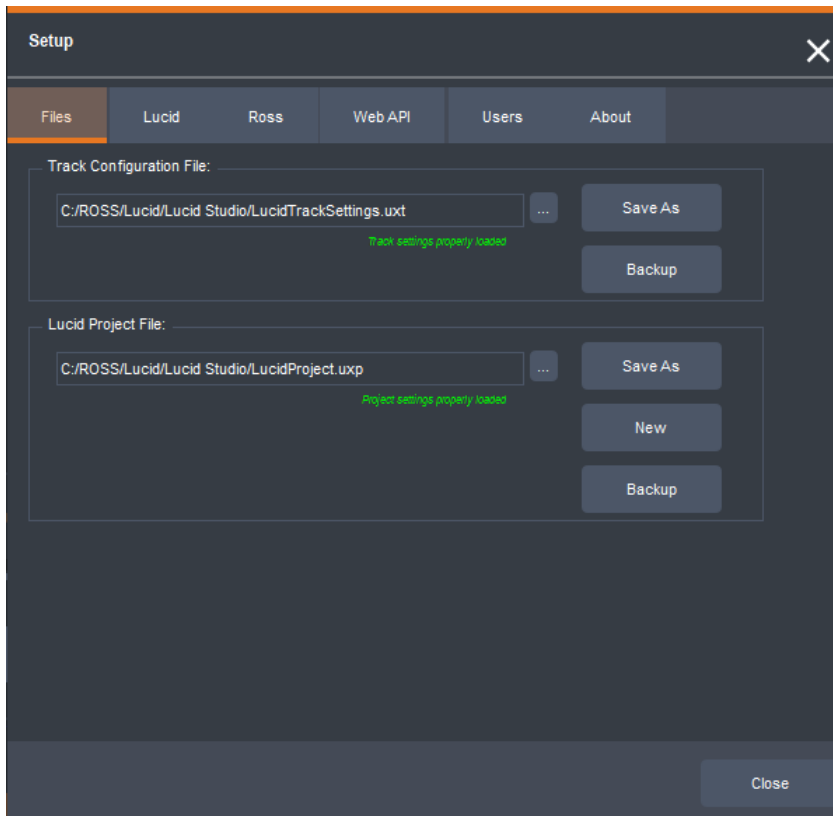 Setup
Files Lucid Ross Web API Users About
Track Configuration File:
C:/ROSS/Lucid/Lucid Studio/LucidTrackSettings.uxt ... Save As
Track settings properly loaded
Backup
Lucid Project File:
C:/ROSS/Lucid/Lucid Studio/LucidProject.uxp ... Save As
Project settings properly loaded
New
Backup
Close